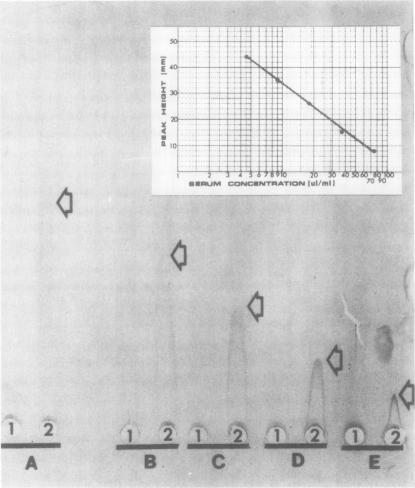 50
40
30
20
10
PEAK HEIGHT (mm)
1 2 3 4 5 6 7 8 9 10 20 30 40 50 60 70 80 90 100
SERUM CONCENTRATION (ul/ml)
1 2 1 2 1 2 1 2 1 2
A B C D E